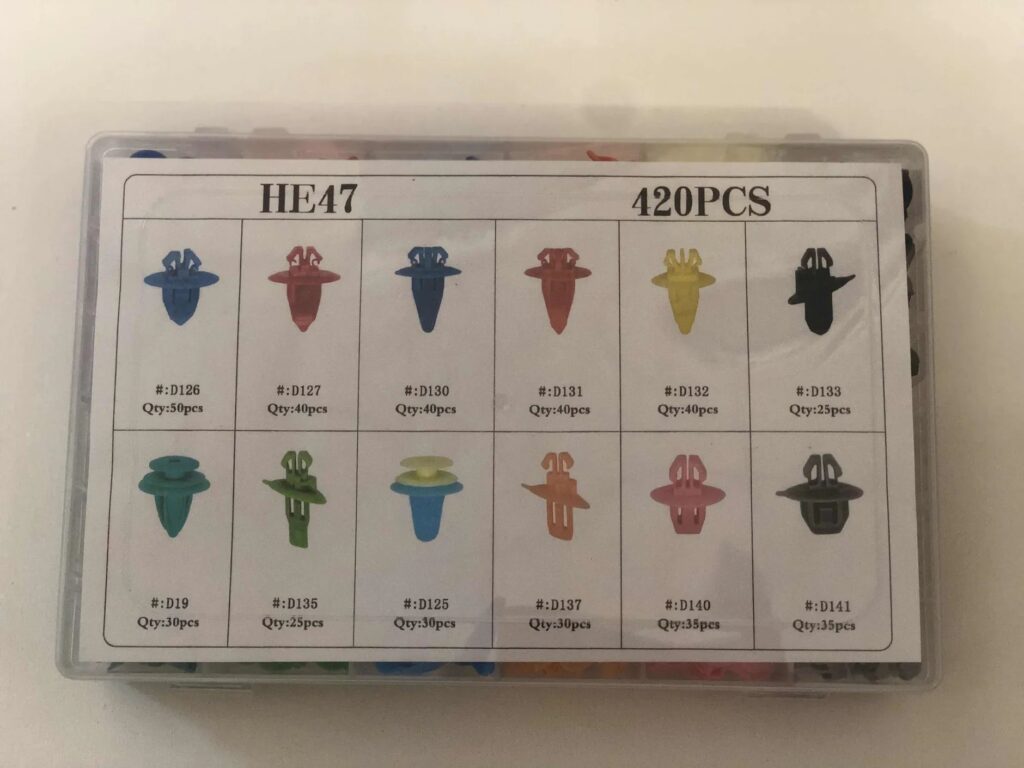 HE47 420PCS
#:D126 #:D127 #:D130 #:D131 #:D132 #:D133
Qty:50pcs Qty:40pcs Qty:40pcs Qty:40pcs Qty:40pcs Qty:25pcs
#:D19 #:D135 #:D125 #:D137 #:D140 #:D141
Qty:30pcs Qty:25pcs Qty:30pcs Qty:30pcs Qty:35pcs Qty:35pcs